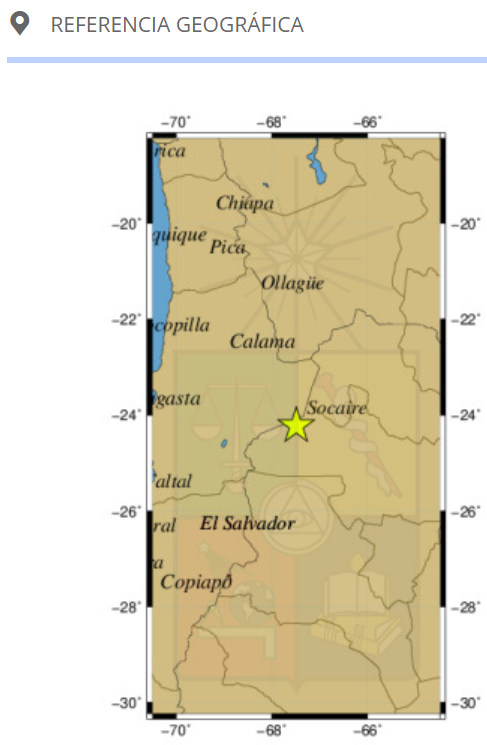 REFERENCIA GEOGRÁFICA
−70˚ −68˚ −66˚
rica
Chiapa
−20˚ −20˚
quique
Pica
Ollagüe
−22˚ −22˚
copilla
Calama
gasta
Socaire
−24˚ −24˚
altal
−26˚ −26˚
ral
El Salvador
ra
Copiapó
−28˚ −28˚
−30˚ −30˚
−70˚ −68˚ −66˚